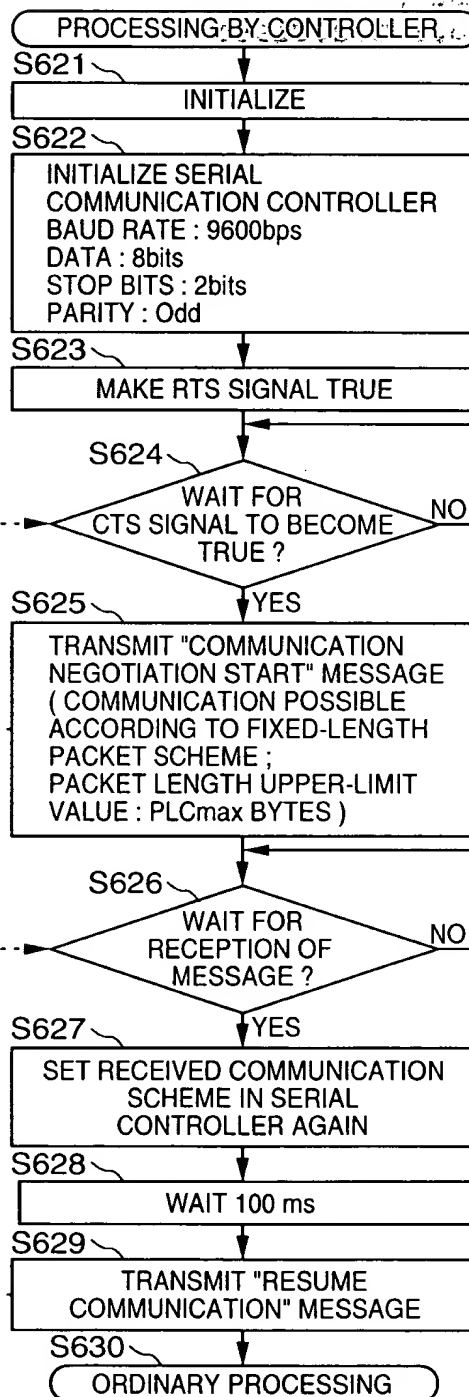 PROCESSING BY CONTROLLER
S621
INITIALIZE
S622
INITIALIZE SERIAL
COMMUNICATION CONTROLLER
BAUD RATE : 9600bps
DATA : 8bits
STOP BITS : 2bits
PARITY : Odd
S623
MAKE RTS SIGNAL TRUE
S624
WAIT FOR
CTS SIGNAL TO BECOME
TRUE ?
NO
YES
S625
TRANSMIT "COMMUNICATION
NEGOTIATION START" MESSAGE
( COMMUNICATION POSSIBLE
ACCORDING TO FIXED-LENGTH
PACKET SCHEME ;
PACKET LENGTH UPPER-LIMIT
VALUE : PLCmax BYTES )
S626
WAIT FOR
RECEPTION OF
MESSAGE ?
NO
YES
S627
SET RECEIVED COMMUNICATION
SCHEME IN SERIAL
CONTROLLER AGAIN
S628
WAIT 100 ms
S629
TRANSMIT "RESUME
COMMUNICATION" MESSAGE
S630
ORDINARY PROCESSING